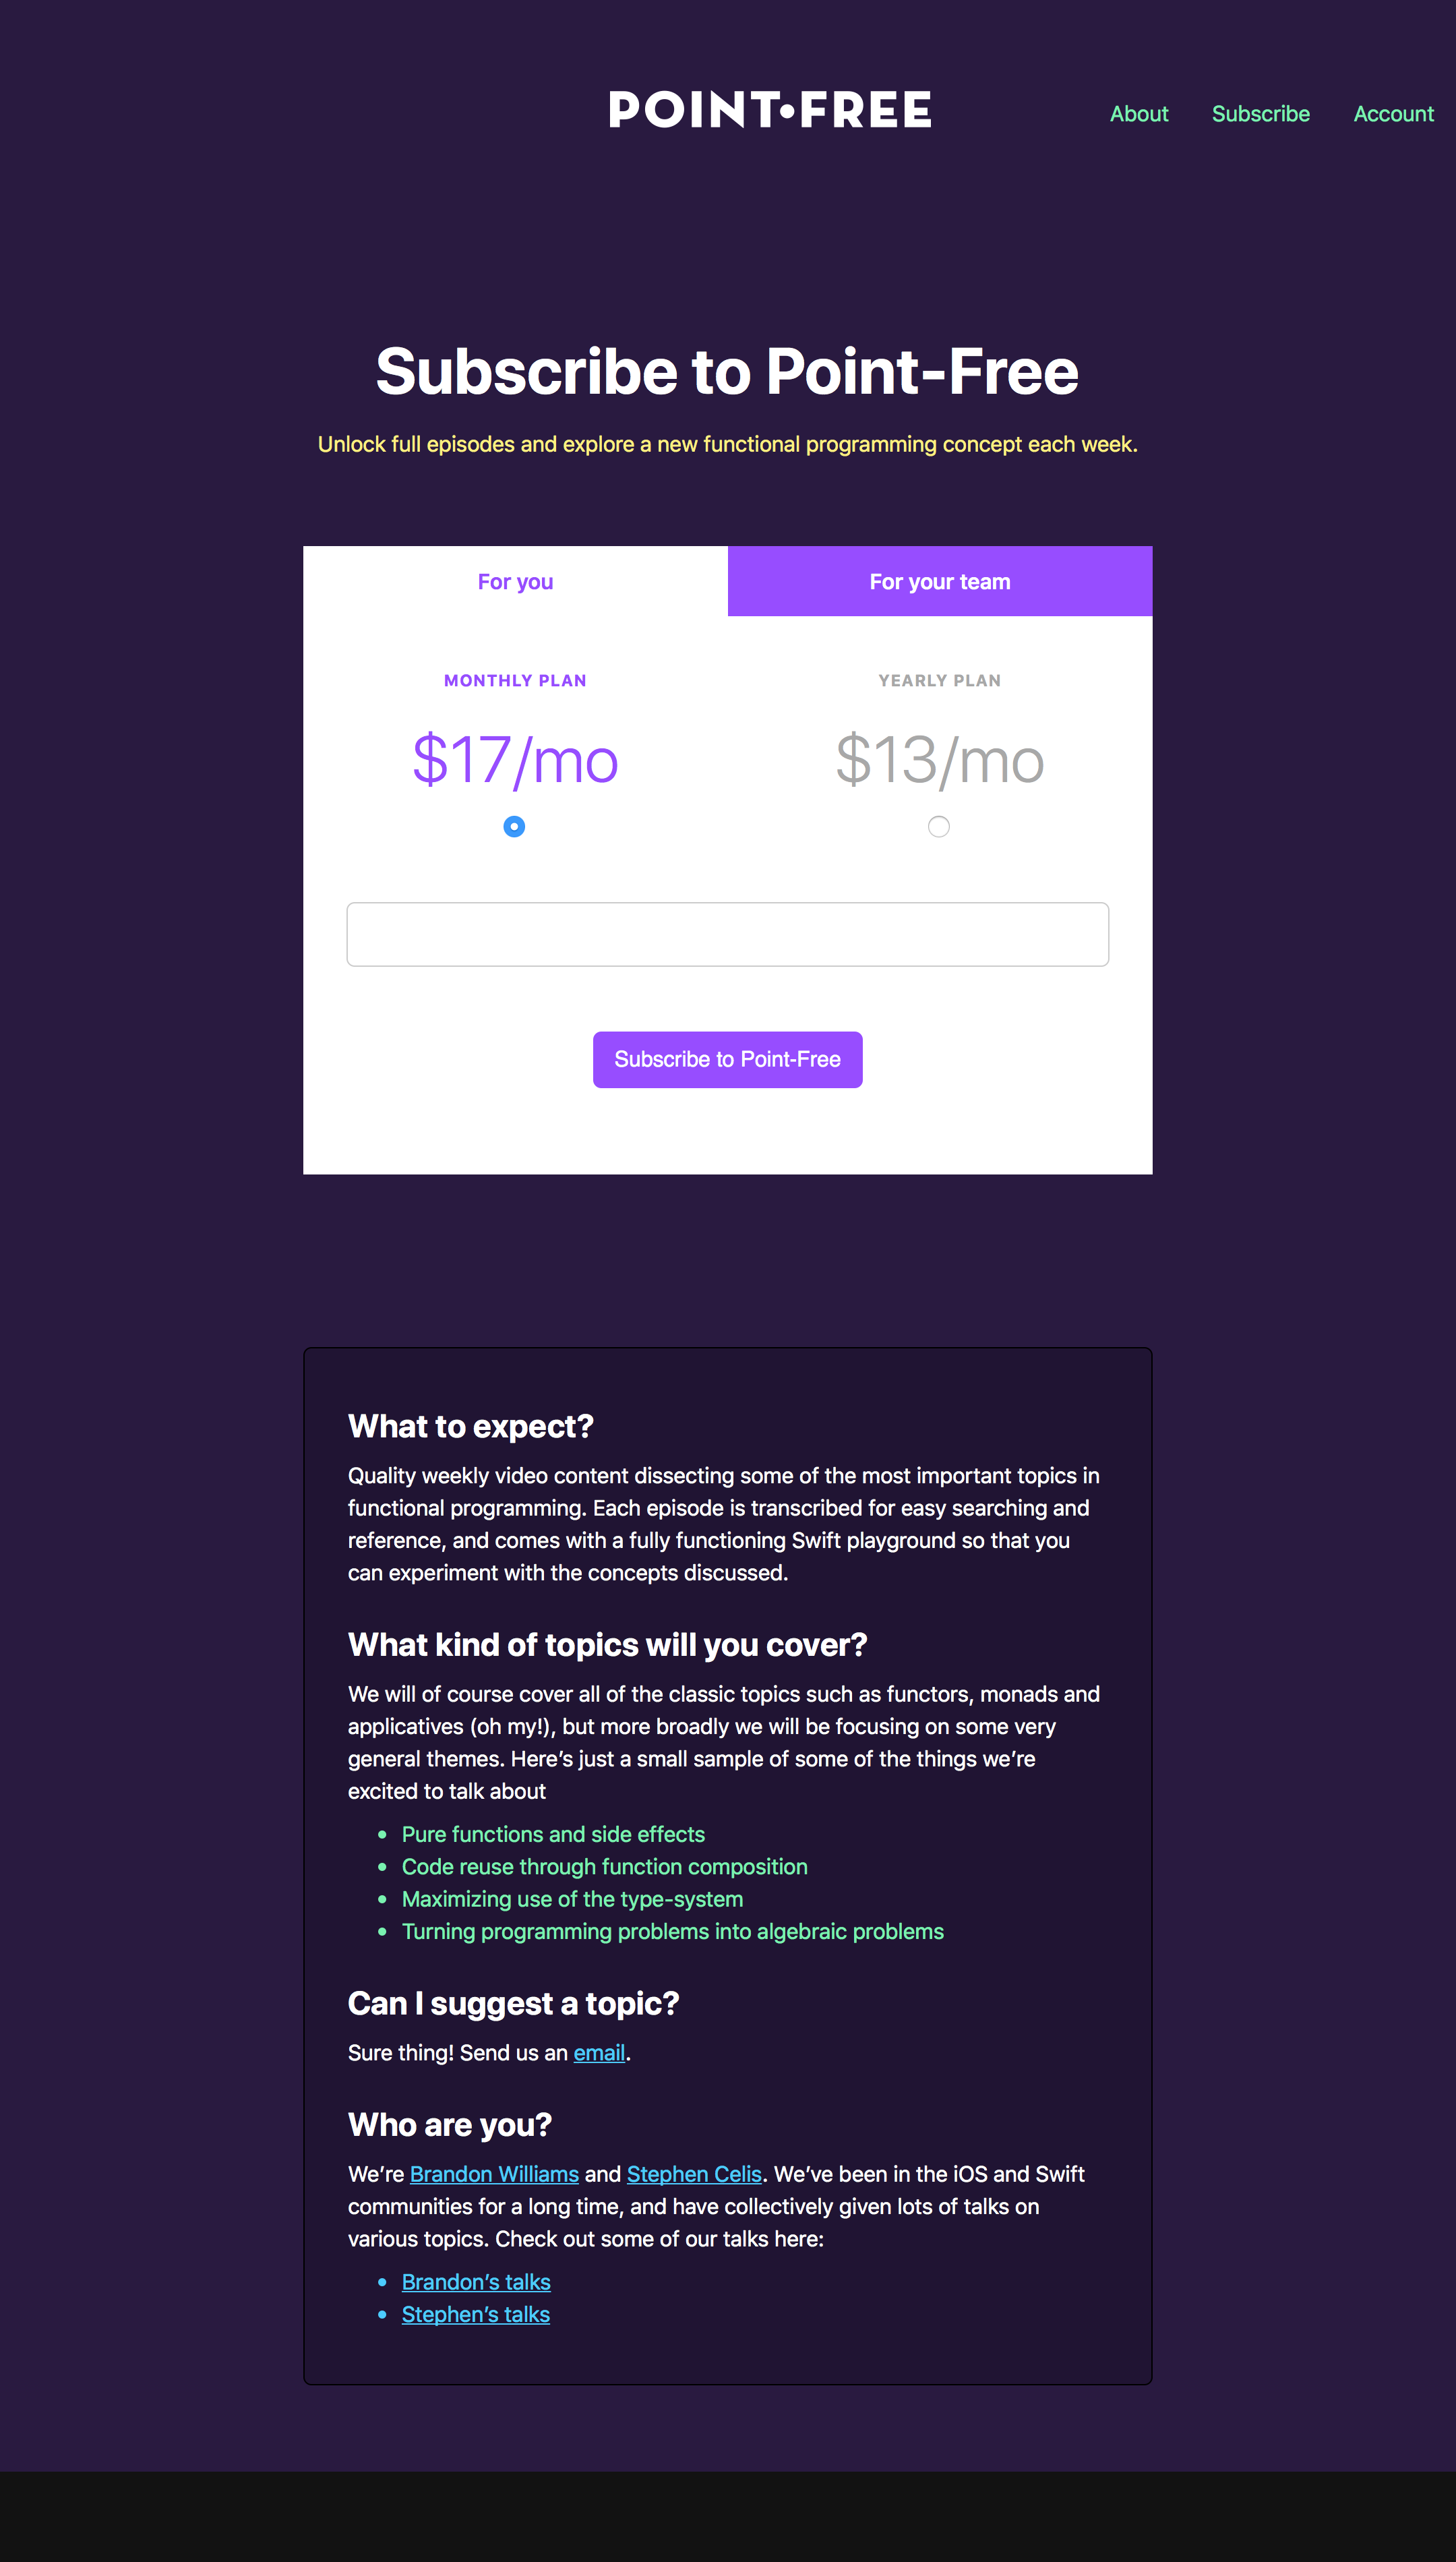 POINT•FREE
About Subscribe Account
Subscribe to Point-Free
Unlock full episodes and explore a new functional programming concept each week.
For you
For your team
MONTHLY PLAN
YEARLY PLAN
$17/mo
$13/mo
Subscribe to Point-Free
What to expect?
Quality weekly video content dissecting some of the most important topics in
functional programming. Each episode is transcribed for easy searching and
reference, and comes with a fully functioning Swift playground so that you
can experiment with the concepts discussed.
What kind of topics will you cover?
We will of course cover all of the classic topics such as functors, monads and
applicatives (oh my!), but more broadly we will be focusing on some very
general themes. Here’s just a small sample of some of the things we’re
excited to talk about
• Pure functions and side effects
• Code reuse through function composition
• Maximizing use of the type-system
• Turning programming problems into algebraic problems
Can I suggest a topic?
Sure thing! Send us an email.
Who are you?
We’re Brandon Williams and Stephen Celis. We’ve been in the iOS and Swift
communities for a long time, and have collectively given lots of talks on
various topics. Check out some of our talks here:
• Brandon’s talks
• Stephen’s talks